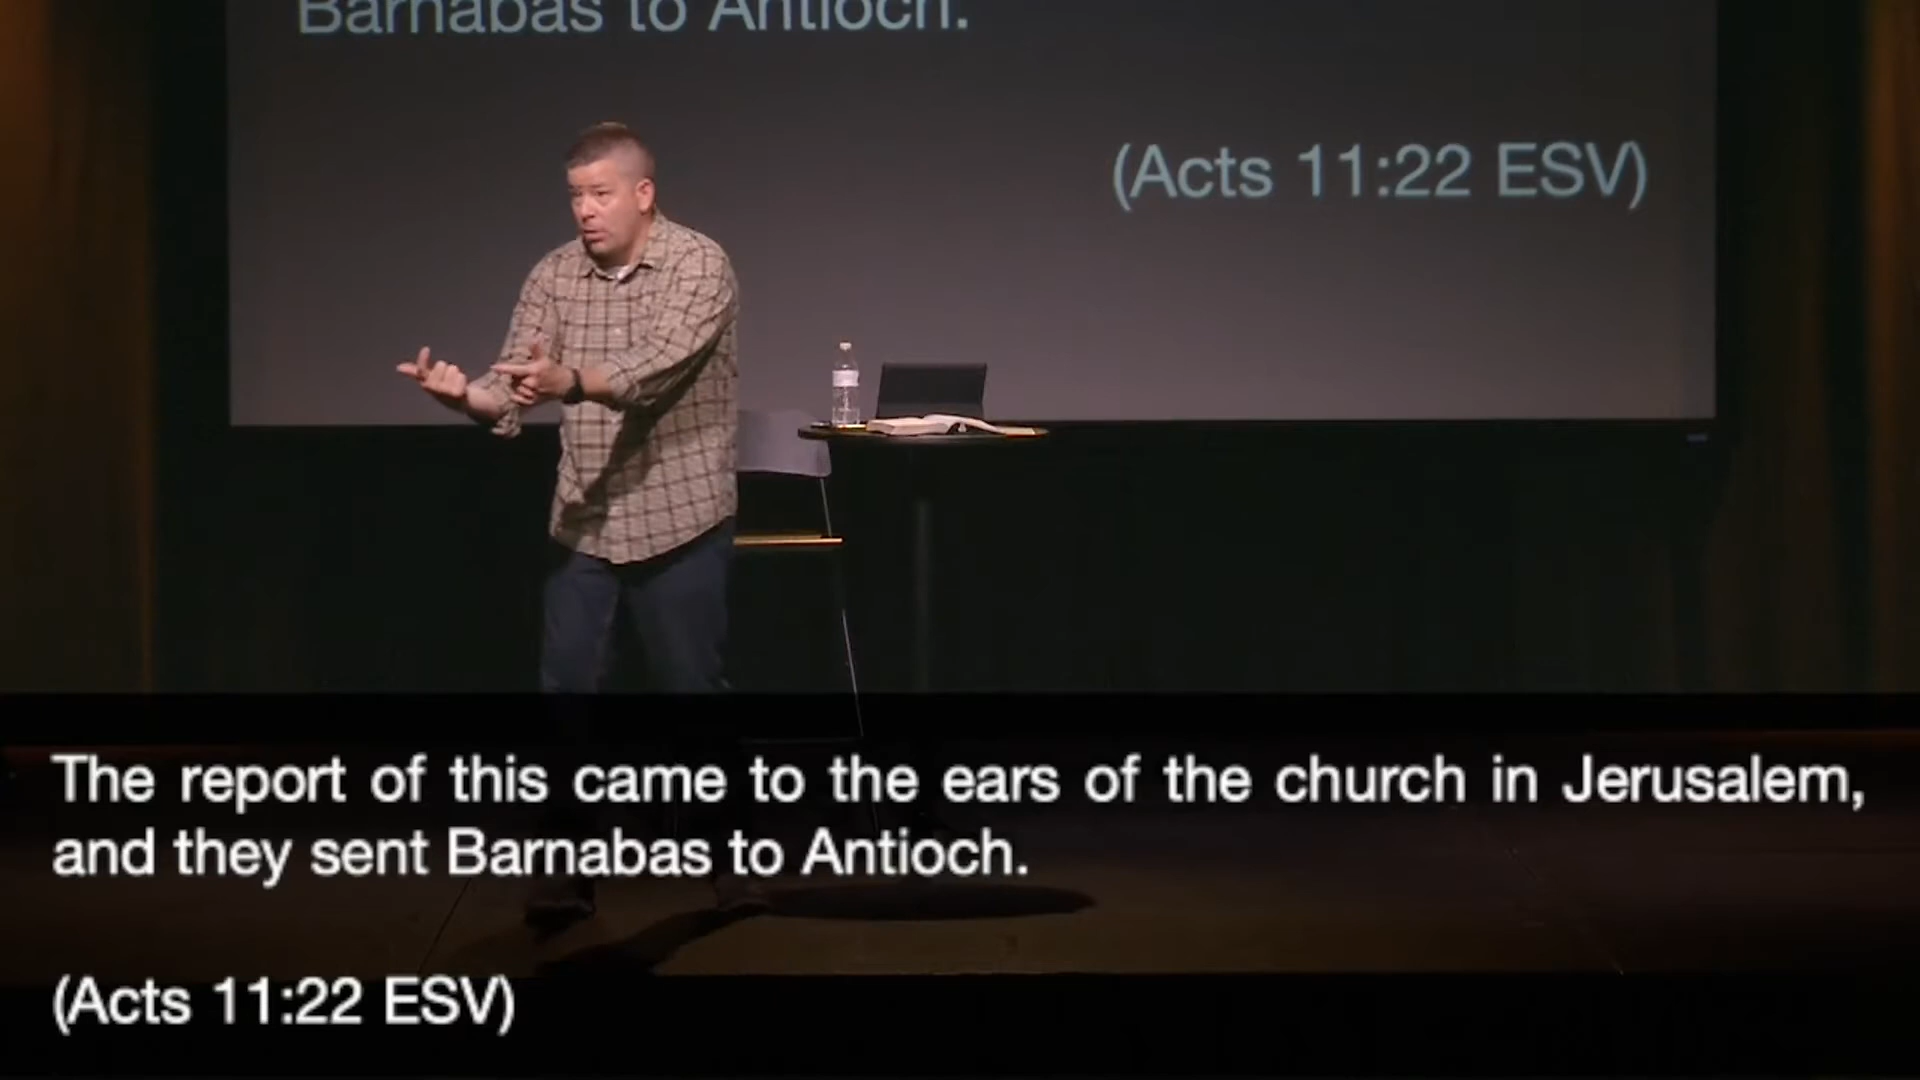 Barnabas to Antioch.
(Acts 11:22 ESV)
The report of this came to the ears of the church in Jerusalem,
and they sent Barnabas to Antioch.
(Acts 11:22 ESV)